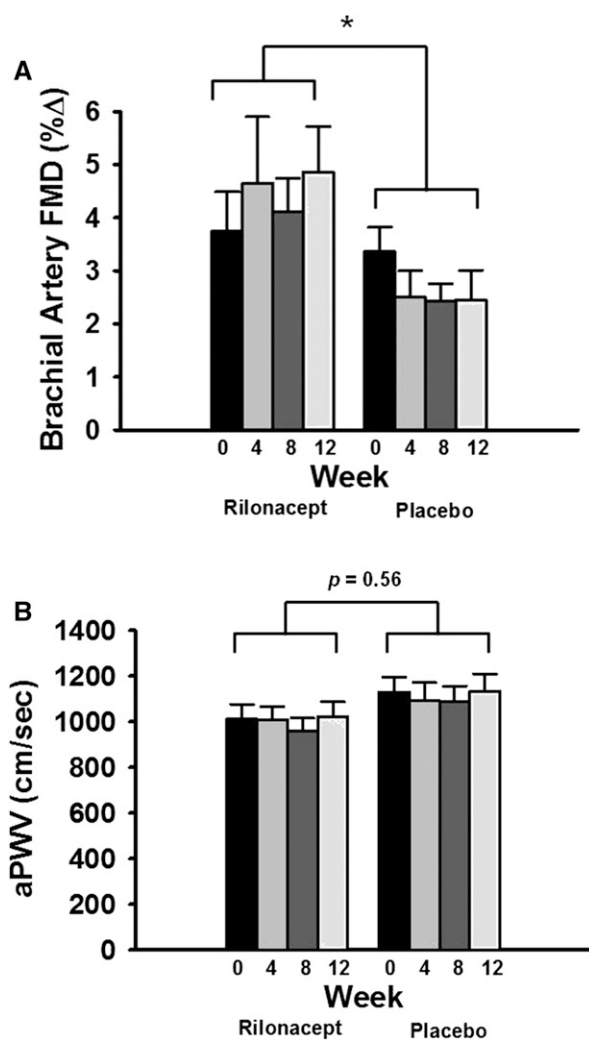 *
A
Brachial Artery FMD (%Δ)
6
5
4
3
2
1
0
0 4 8 12 0 4 8 12
Week
Rilonacept Placebo
p = 0.56
B
aPWV (cm/sec)
1400
1200
1000
800
600
400
200
0
0 4 8 12 0 4 8 12
Week
Rilonacept Placebo